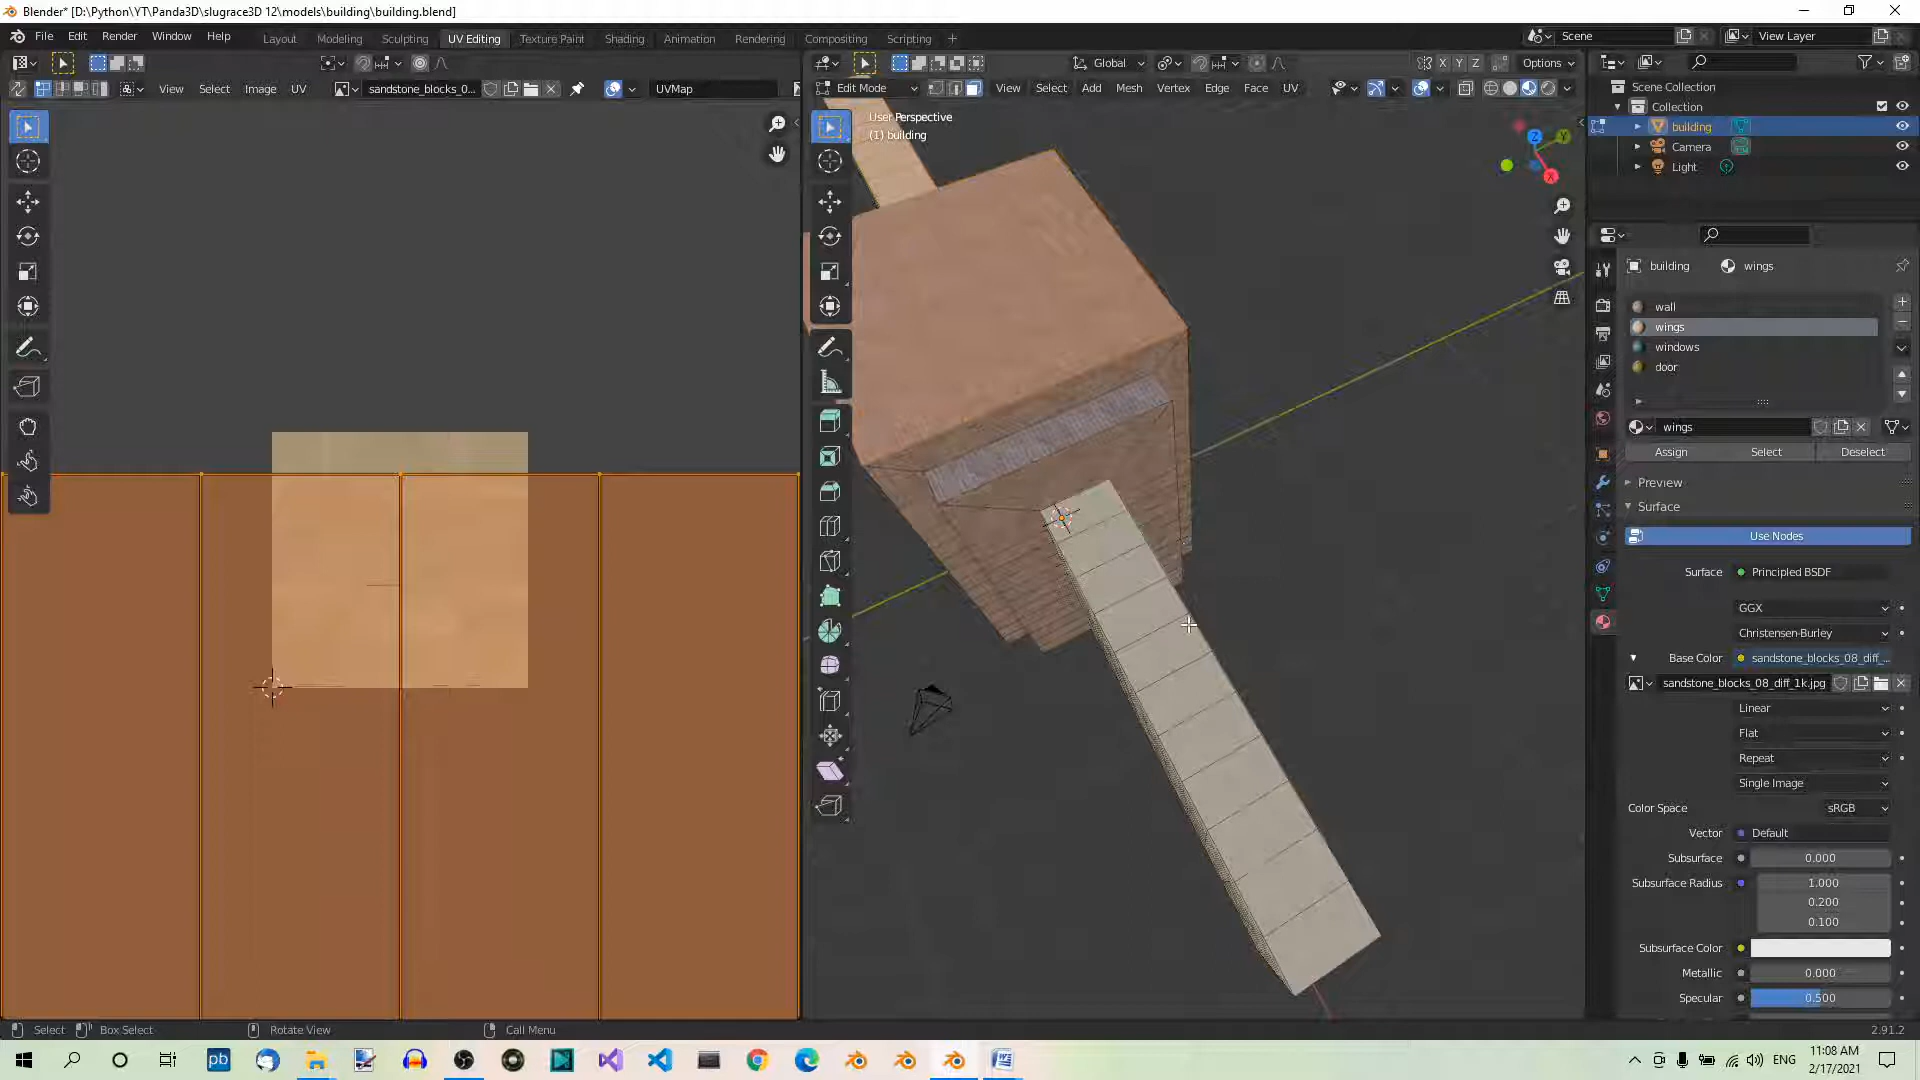 Blender* [D:\Python\YT\Panda3D\slugrace3D 12\models\building\building.blend]
File Edit Render Window Help
Layout Modeling Sculpting UV Editing Texture Paint Shading Animation Rendering Compositing Scripting
Scene
View Layer
Global
X Y Z
Options
View Select Image UV
sandstone_blocks_0...
UVMap
Edit Mode
View Select Add Mesh Vertex Edge Face UV
Scene Collection
Collection
building
Camera
Light
User Perspective
(1) building
Z Y X
building
wings
wall
wings
windows
door
wings
Assign Select Deselect
Preview
Surface
Use Nodes
Surface Principled BSDF
GGX
Christensen-Burley
Base Color sandstone_blocks_08_diff_...
sandstone_blocks_08_diff_1k.jpg
Linear
Flat
Repeat
Single Image
Color Space sRGB
Vector Default
Subsurface 0.000
Subsurface Radius 1.000
0.200
0.100
Subsurface Color
Metallic 0.000
Specular 0.500
Select Box Select Rotate View Call Menu 2.91.2
pb
ENG
11:08 AM
2/17/2021